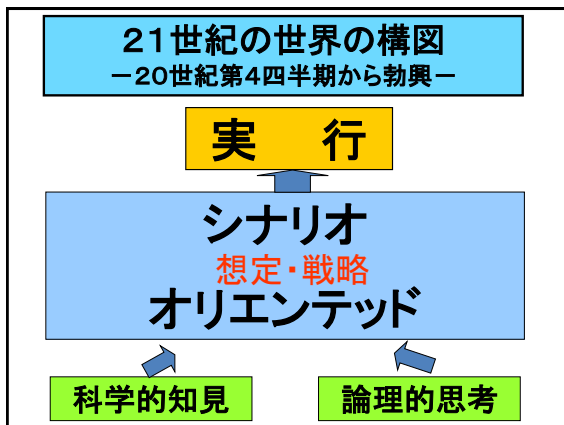 21世紀の世界の構図
－20世紀第4四半期から勃興－
実　行
シナリオ
想定・戦略
オリエンテッド
科学的知見
論理的思考